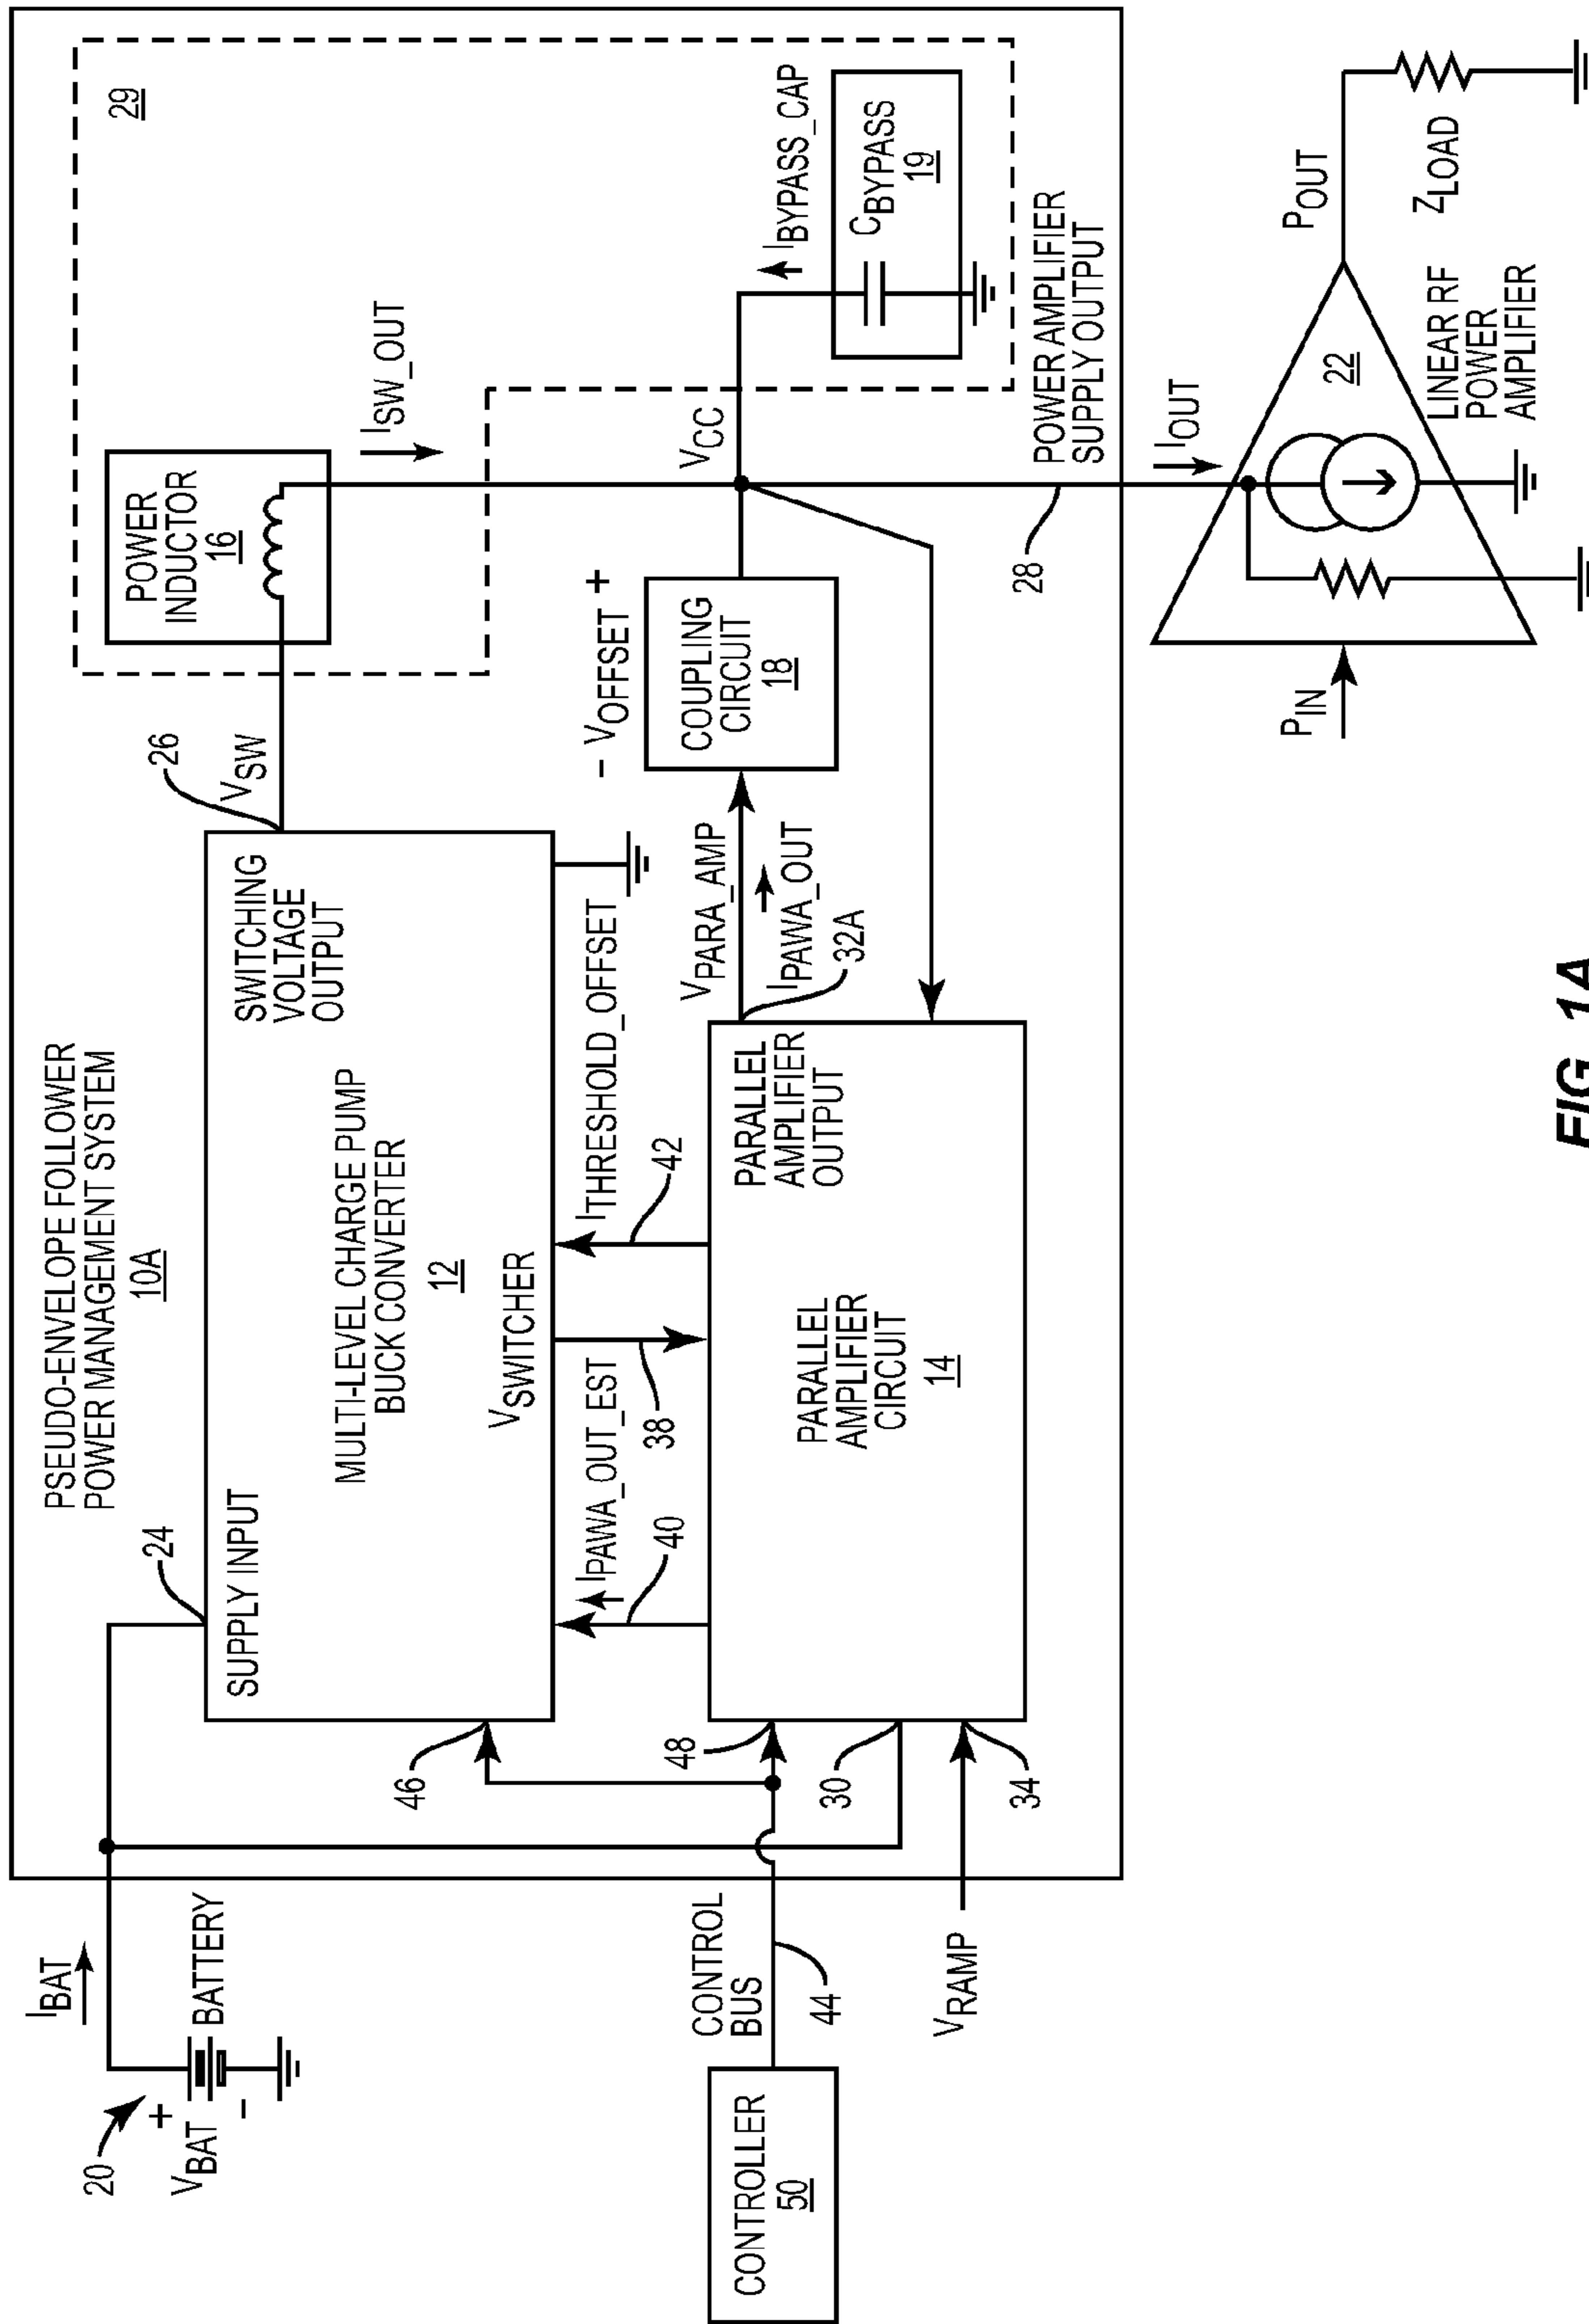 PSEUDO-ENVELOPE FOLLOWER
POWER MANAGEMENT SYSTEM
10A
29
IBAT
20
+
VBAT
-
BATTERY
24
SUPPLY INPUT
MULTI-LEVEL CHARGE PUMP
BUCK CONVERTER
12
SWITCHING
VOLTAGE
OUTPUT
VSWITCHER
26
VSW
POWER
INDUCTOR
16
ISW_OUT
46
IPAWA_OUT_EST
40
38
ITHRESHOLD_OFFSET
42
- VOFFSET +
COUPLING
CIRCUIT
18
VCC
IBYPASS_CAP
CBYPASS
19
CONTROLLER
50
CONTROL
BUS
44
48
30
34
VRAMP
PARALLEL
AMPLIFIER
CIRCUIT
14
PARALLEL
AMPLIFIER
OUTPUT
VPARA_AMP
IPAWA_OUT
32A
28
POWER AMPLIFIER
SUPPLY OUTPUT
IOUT
PIN
22
LINEAR RF
POWER
AMPLIFIER
POUT
ZLOAD
FIG. 1A